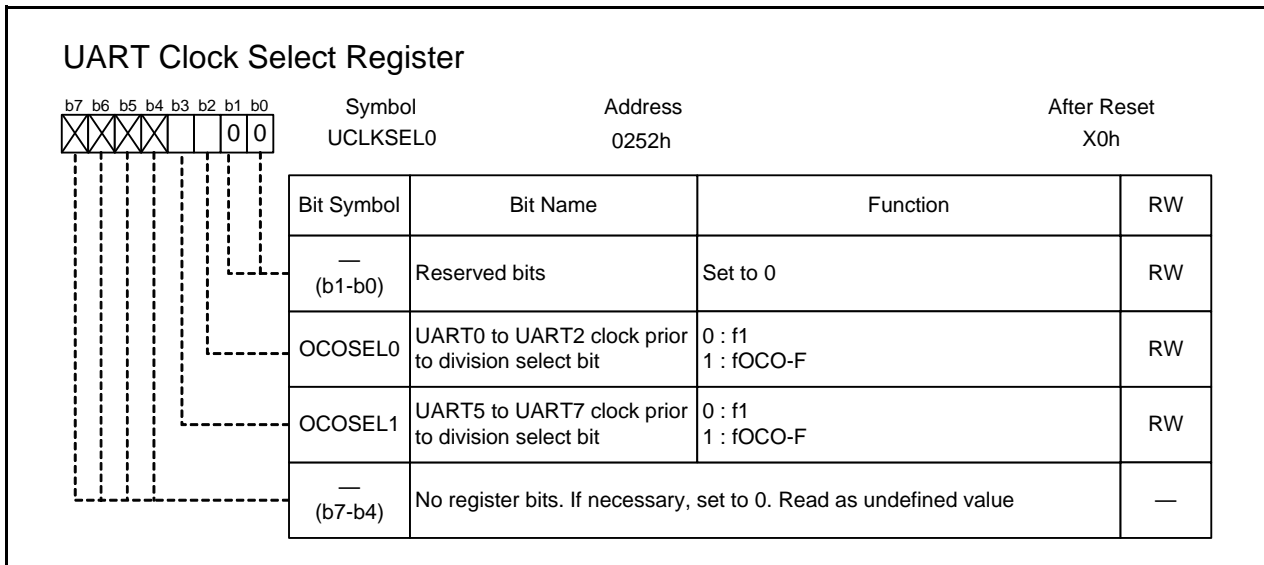 UART Clock Select Register
b7 b6 b5 b4 b3 b2 b1 b0
0 0
Symbol Address After Reset
UCLKSEL0 0252h X0h
Bit Symbol Bit Name Function RW
—
(b1-b0) Reserved bits Set to 0 RW
OCOSEL0 UART0 to UART2 clock prior to division select bit 0 : f1 RW
1 : fOCO-F
OCOSEL1 UART5 to UART7 clock prior to division select bit 0 : f1 RW
1 : fOCO-F
—
(b7-b4) No register bits. If necessary, set to 0. Read as undefined value —